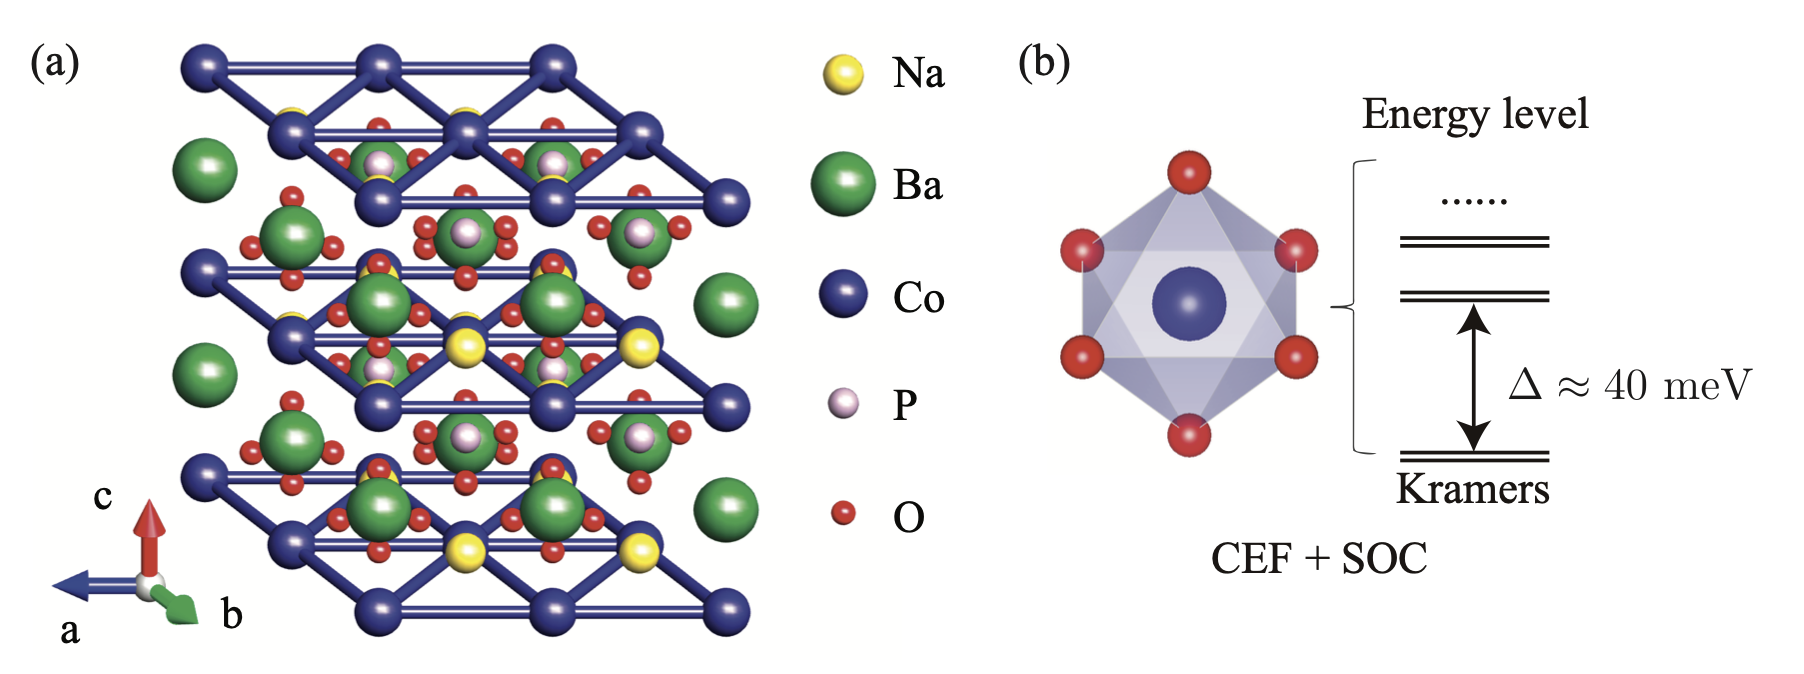 (a)
Na
Ba
Co
P
O
c
a
b
(b)
Energy level
......
Δ ≈ 40 meV
Kramers
CEF + SOC